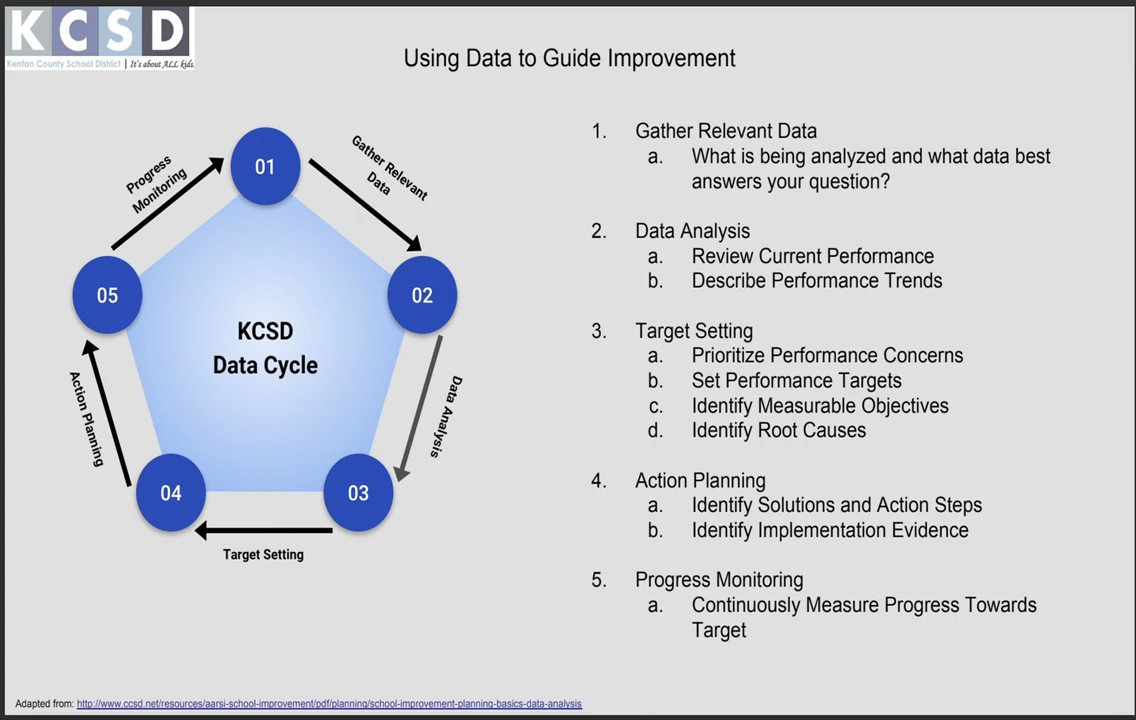 KCSD
Kenton County School District | It's about ALL kids.
Using Data to Guide Improvement
01
Gather Relevant
Data
02
Data Analysis
03
Target Setting
04
Action Planning
05
Progress
Monitoring
KCSD
Data Cycle
1. Gather Relevant Data
a. What is being analyzed and what data best
answers your question?
2. Data Analysis
a. Review Current Performance
b. Describe Performance Trends
3. Target Setting
a. Prioritize Performance Concerns
b. Set Performance Targets
c. Identify Measurable Objectives
d. Identify Root Causes
4. Action Planning
a. Identify Solutions and Action Steps
b. Identify Implementation Evidence
5. Progress Monitoring
a. Continuously Measure Progress Towards
Target
Adapted from: http://www.ccsd.net/resources/aarsi-school-improvement/pdf/planning/school-improvement-planning-basics-data-analysis